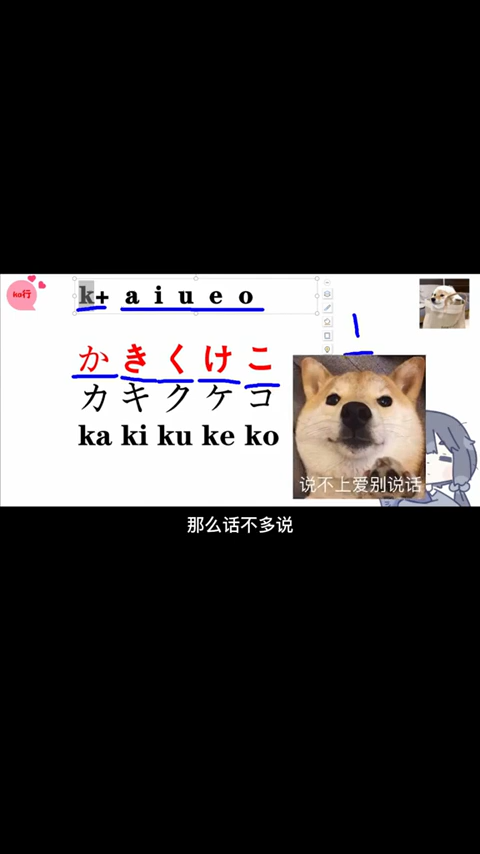 ka行
k+ a i u e o
か き く け こ
カ キ ク ケ コ
ka ki ku ke ko
说不上爱别说话
那么话不多说